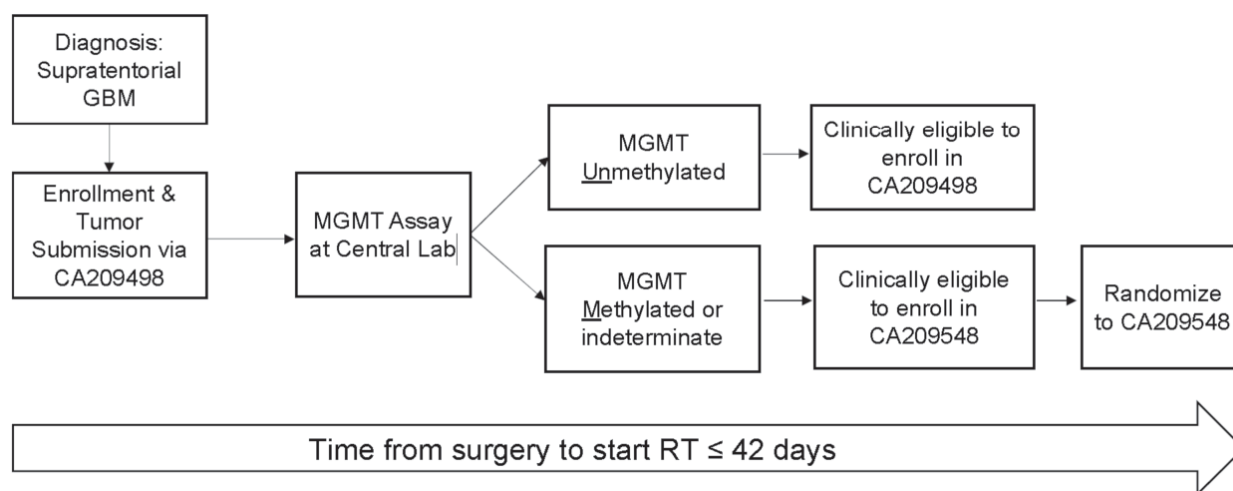 Diagnosis:
Supratentorial
GBM
Enrollment &
Tumor
Submission via
CA209498
MGMT Assay
at Central Lab
MGMT
Unmethylated
Clinically eligible to
enroll in
CA209498
MGMT
Methylated or
indeterminate
Clinically eligible
to enroll in
CA209548
Randomize
to CA209548
Time from surgery to start RT ≤ 42 days